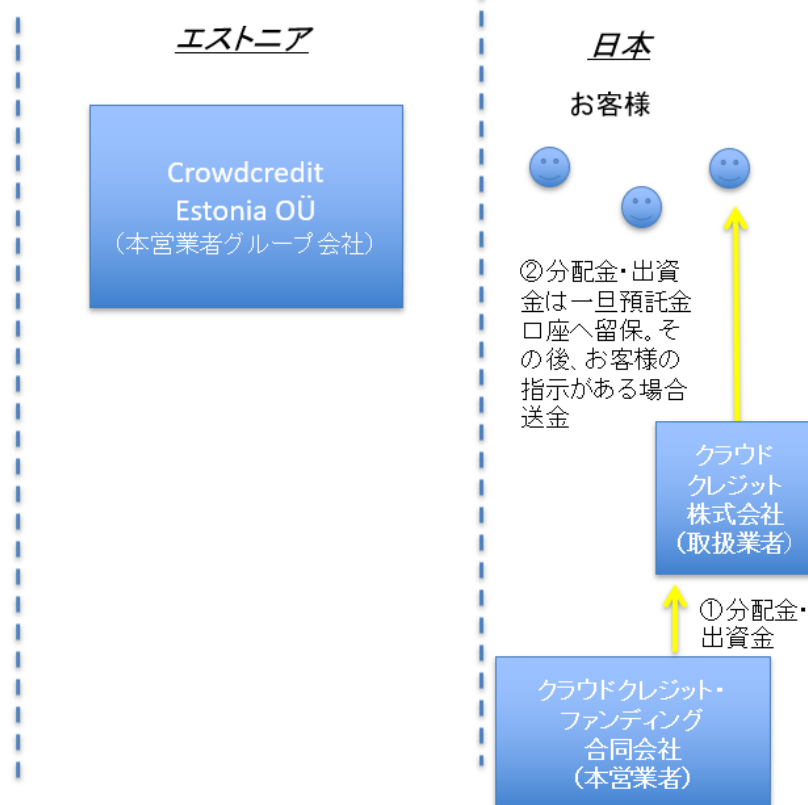 エストニア
Crowdcredit
Estonia OÜ
(本営業者グループ会社)
日本
お客様
②分配金・出資
金は一旦預託金
口座へ留保。そ
の後、お客様の
指示がある場合
送金
クラウド
クレジット
株式会社
(取扱業者)
①分配金・
出資金
クラウドクレジット・
ファンディング
合同会社
(本営業者)